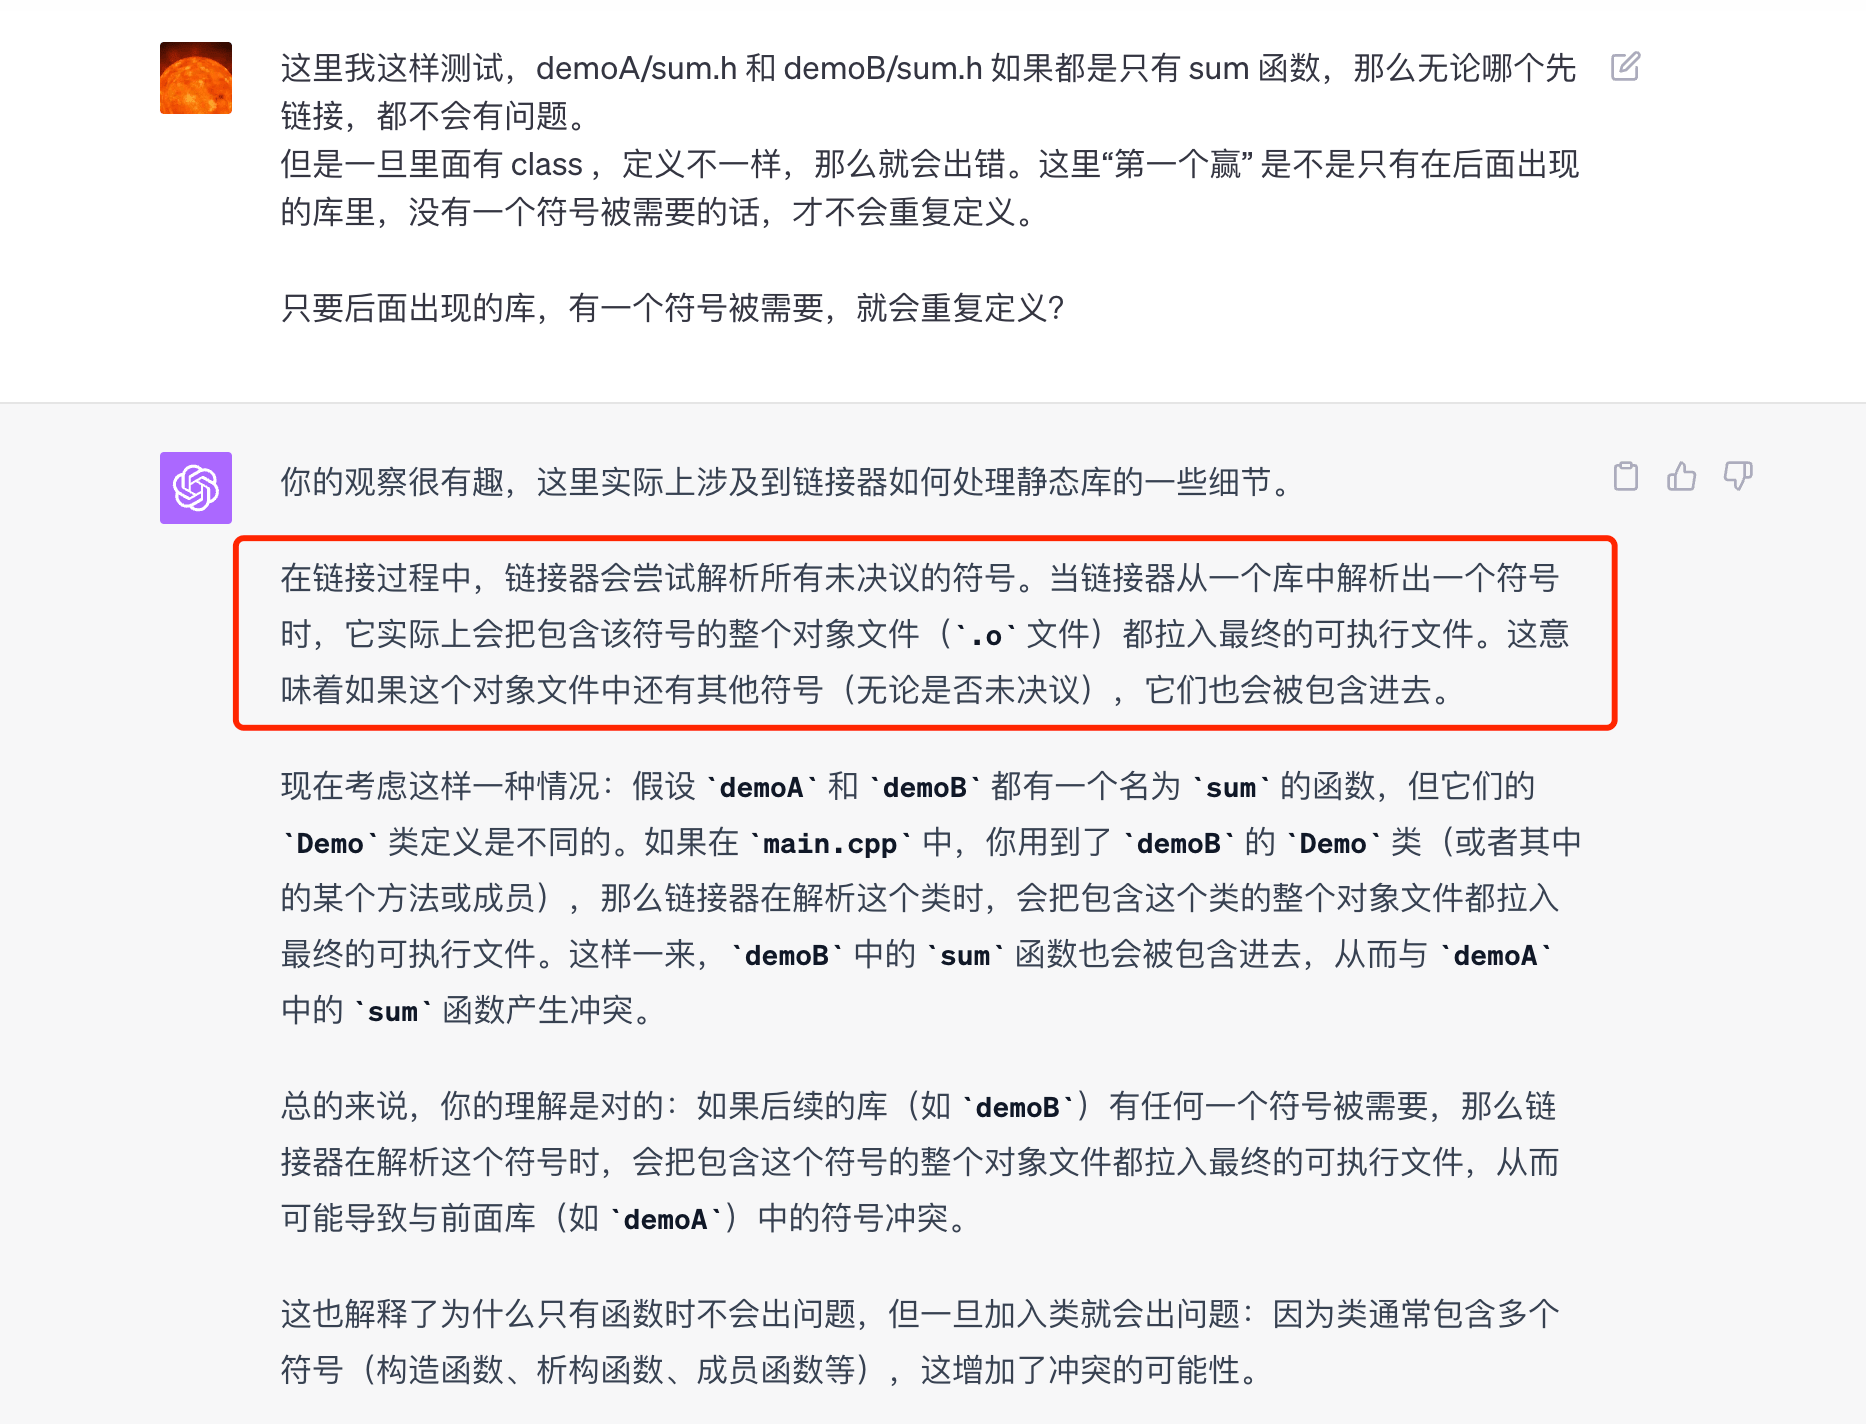 这里我这样测试，demoA/sum.h 和 demoB/sum.h 如果都是只有 sum 函数，那么无论哪个先
链接，都不会有问题。
但是一旦里面有 class ，定义不一样，那么就会出错。这里“第一个赢” 是不是只有在后面出现
的库里，没有一个符号被需要的话，才不会重复定义。
只要后面出现的库，有一个符号被需要，就会重复定义？
你的观察很有趣，这里实际上涉及到链接器如何处理静态库的一些细节。
在链接过程中，链接器会尝试解析所有未决议的符号。当链接器从一个库中解析出一个符号
时，它实际上会把包含该符号的整个对象文件（`.o` 文件）都拉入最终的可执行文件。这意
味着如果这个对象文件中还有其他符号（无论是否未决议），它们也会被包含进去。
现在考虑这样一种情况：假设 `demoA` 和 `demoB` 都有一个名为 `sum` 的函数，但它们的
`Demo` 类定义是不同的。如果在 `main.cpp` 中，你用到了 `demoB` 的 `Demo` 类（或者其中
的某个方法或成员），那么链接器在解析这个类时，会把包含这个类的整个对象文件都拉入
最终的可执行文件。这样一来，`demoB` 中的 `sum` 函数也会被包含进去，从而与 `demoA`
中的 `sum` 函数产生冲突。
总的来说，你的理解是对的：如果后续的库（如 `demoB`）有任何一个符号被需要，那么链
接器在解析这个符号时，会把包含这个符号的整个对象文件都拉入最终的可执行文件，从而
可能导致与前面库（如 `demoA`）中的符号冲突。
这也解释了为什么只有函数时不会出问题，但一旦加入类就会出问题：因为类通常包含多个
符号（构造函数、析构函数、成员函数等），这增加了冲突的可能性。